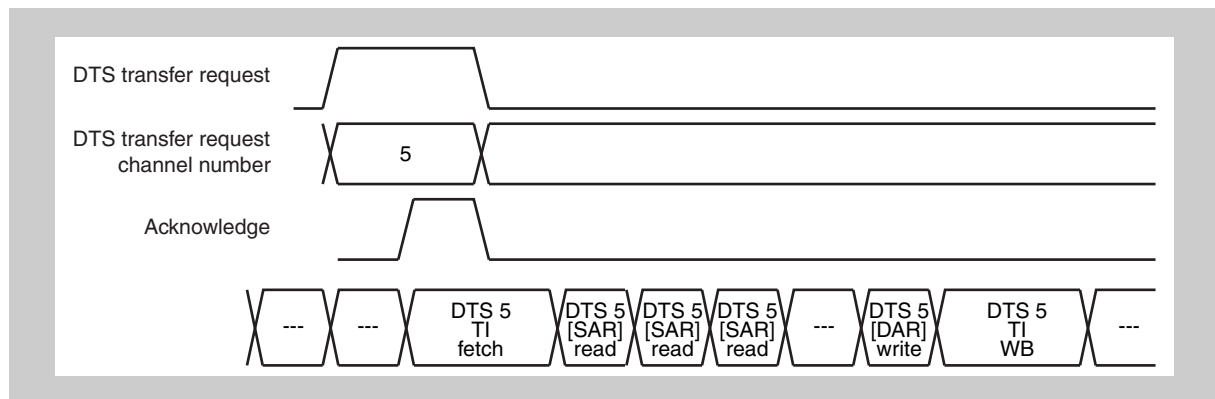 DTS transfer request
DTS transfer request
channel number
5
Acknowledge
---
---
DTS 5
TI
fetch
DTS 5
[SAR]
read
DTS 5
[SAR]
read
DTS 5
[SAR]
read
---
DTS 5
[DAR]
write
DTS 5
TI
WB
---